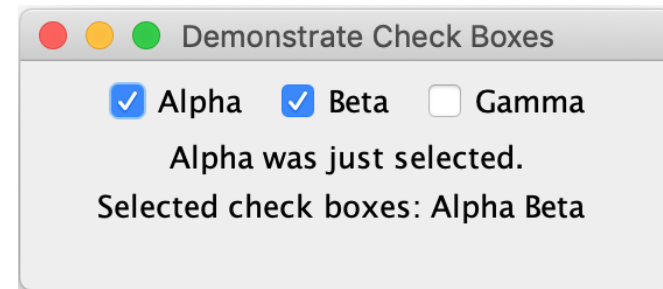 Demonstrate Check Boxes
Alpha Beta Gamma
Alpha was just selected.
Selected check boxes: Alpha Beta